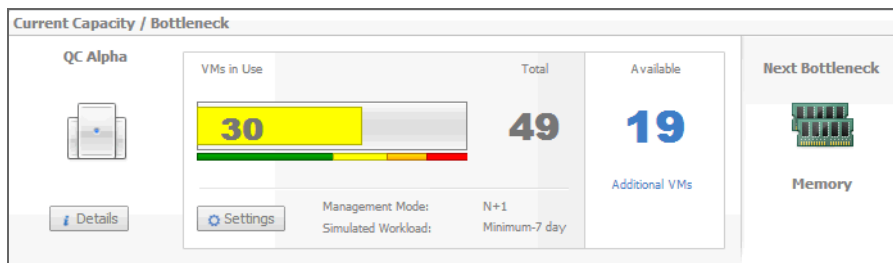 Current Capacity / Bottleneck
QC Alpha
VMs in Use
Total
Available
Next Bottleneck
30
49
19
Additional VMs
Memory
Details
Settings
Management Mode: N+1
Simulated Workload: Minimum-7 day